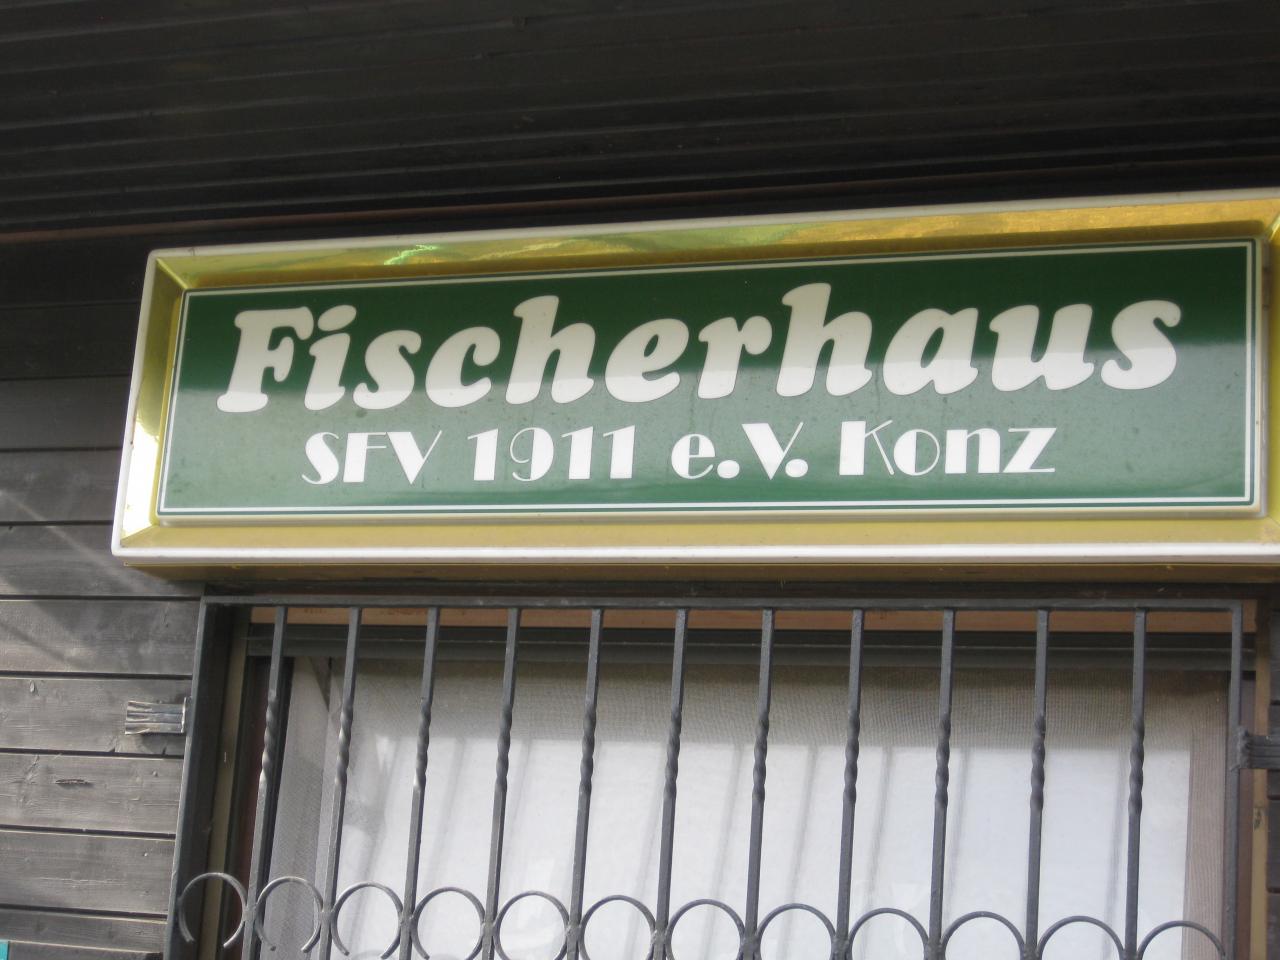 Fischerhaus
SFV 1911 e.V. Konz